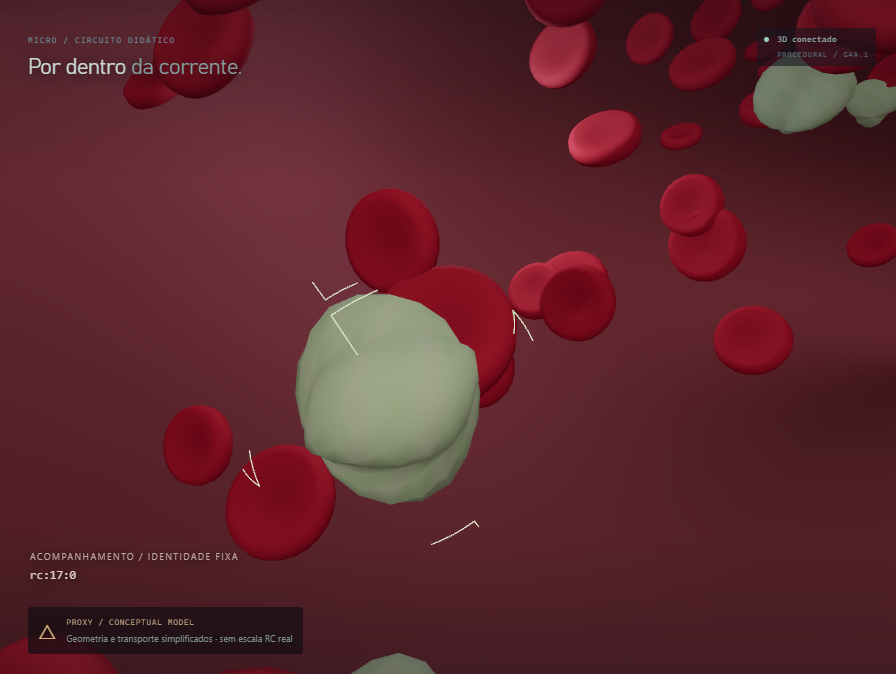 MICRO / CIRCUITO DIDÁTICO
Por dentro da corrente.
3D conectado
PROCEDURAL / G4A.1
ACOMPANHAMENTO / IDENTIDADE FIXA
rc:17:0
PROXY / CONCEPTUAL MODEL
Geometria e transporte simplificados · sem escala RC real